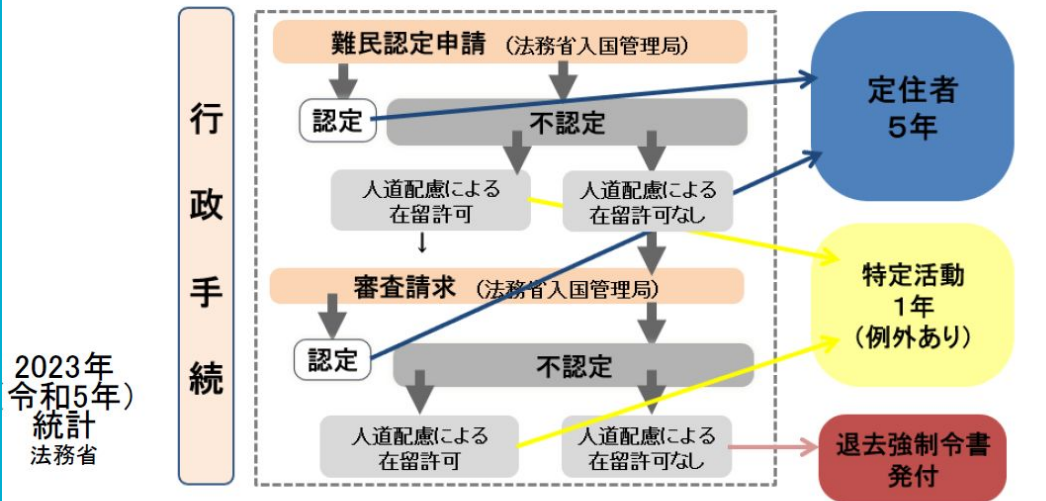 行政手続
2023年
令和5年）
統計
法務省
難民認定申請（法務省入国管理局）
認定
不認定
人道配慮による
在留許可
人道配慮による
在留許可なし
↓
審査請求（法務省入国管理局）
認定
不認定
人道配慮による
在留許可
人道配慮による
在留許可なし
定住者
5年
特定活動
1年
（例外あり）
退去強制令書
発付